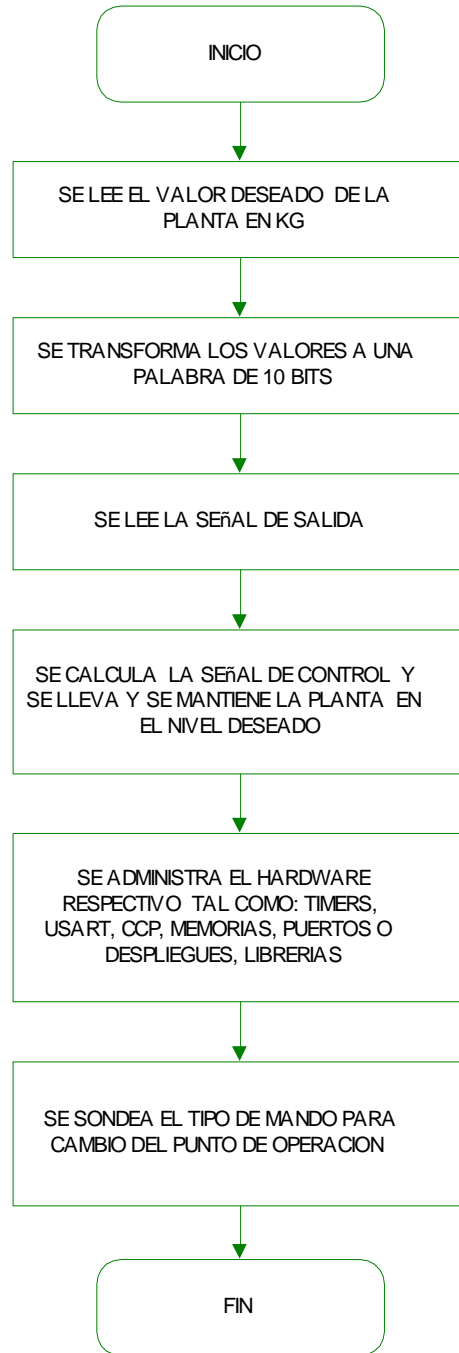 INICIO
SE LEE EL VALOR DESEADO DE LA
PLANTA EN KG
SE TRANSFORMA LOS VALORES A UNA
PALABRA DE 10 BITS
SE LEE LA SEñAL DE SALIDA
SE CALCULA LA SEñAL DE CONTROL Y
SE LLEVA Y SE MANTIENE LA PLANTA EN
EL NIVEL DESEADO
SE ADMINISTRA EL HARDWARE
RESPECTIVO TAL COMO: TIMERS,
USART, CCP, MEMORIAS, PUERTOS O
DESPLIEGUES, LIBRERIAS
SE SONDEA EL TIPO DE MANDO PARA
CAMBIO DEL PUNTO DE OPERACION
FIN